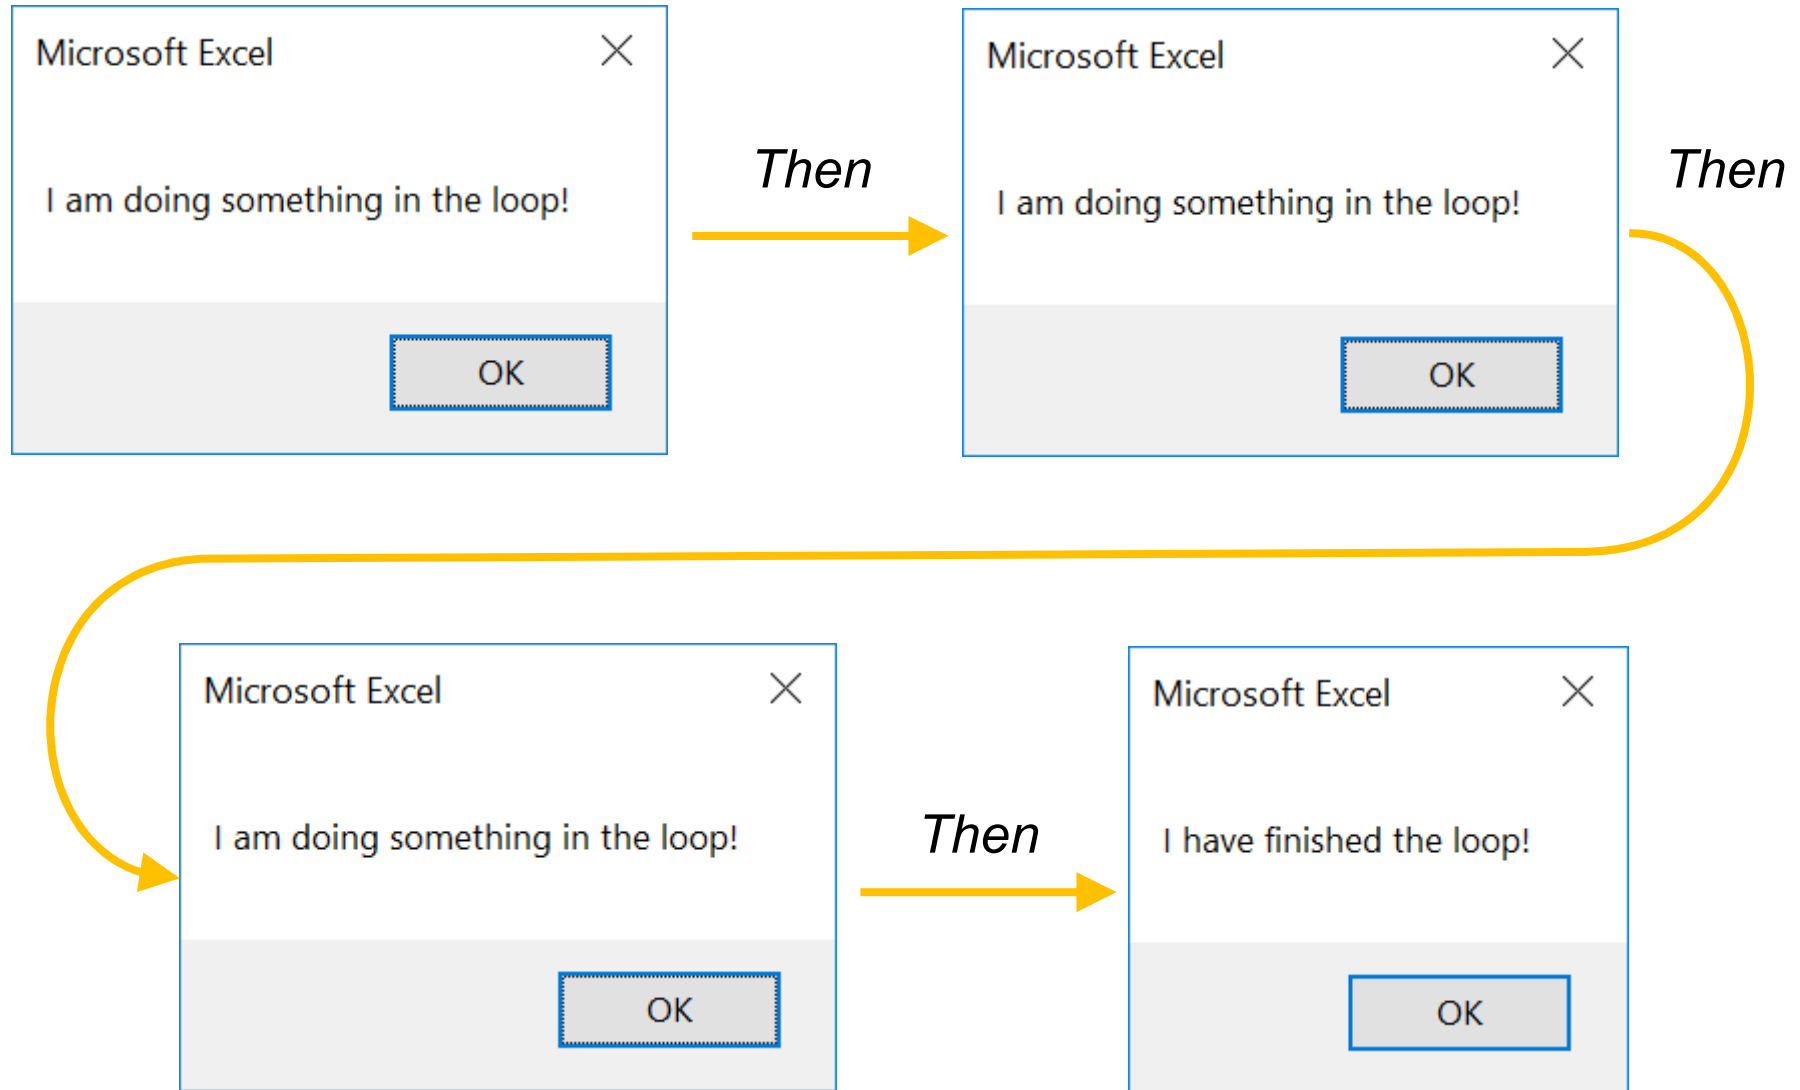 Microsoft Excel
I am doing something in the loop!
OK
Then
Microsoft Excel
I am doing something in the loop!
OK
Then
Microsoft Excel
I am doing something in the loop!
OK
Then
Microsoft Excel
I have finished the loop!
OK